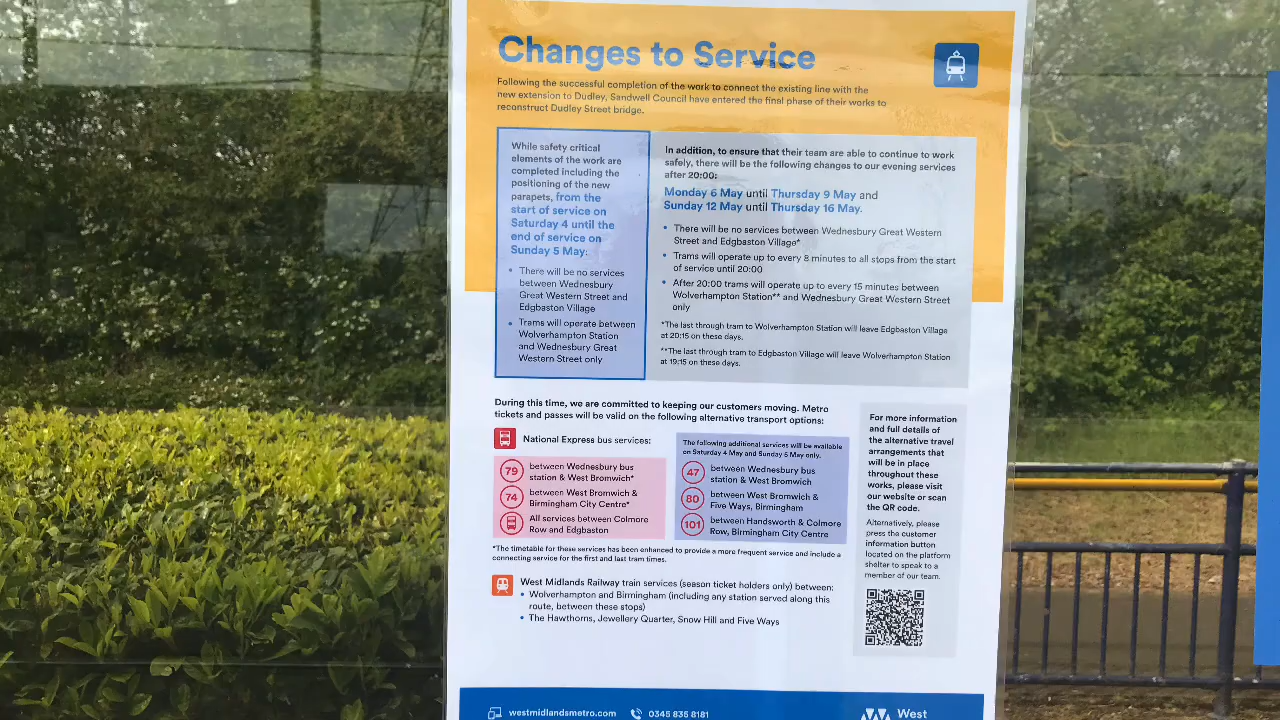 Changes to Service
Following the successful completion of the work to connect the existing line with the
new extension to Dudley, Sandwell Council have entered the final phase of their works to
reconstruct Dudley Street bridge.
While safety critical
elements of the work are
completed including the
positioning of the new
parapets, from the
start of service on
Saturday 4 until the
end of service on
Sunday 5 May:
• There will be no services
between Wednesbury
Great Western Street and
Edgbaston Village
• Trams will operate between
Wolverhampton Station
and Wednesbury Great
Western Street only
In addition, to ensure that their team are able to continue to work
safely, there will be the following changes to our evening services
after 20:00:
Monday 6 May until Thursday 9 May and
Sunday 12 May until Thursday 16 May.
• There will be no services between Wednesbury Great Western
Street and Edgbaston Village*
• Trams will operate up to every 8 minutes to all stops from the start
of service until 20:00
• After 20:00 trams will operate up to every 15 minutes between
Wolverhampton Station** and Wednesbury Great Western Street
only
*The last through tram to Wolverhampton Station will leave Edgbaston Village
at 20:15 on these days.
**The last through tram to Edgbaston Village will leave Wolverhampton Station
at 19:15 on these days.
During this time, we are committed to keeping our customers moving. Metro
tickets and passes will be valid on the following alternative transport options:
National Express bus services:
79 between Wednesbury bus
station & West Bromwich*
74 between West Bromwich &
Birmingham City Centre*
All services between Colmore
Row and Edgbaston
The following additional services will be available
on Saturday 4 May and Sunday 5 May only.
47 between Wednesbury bus
station & West Bromwich
80 between West Bromwich &
Five Ways, Birmingham
101 between Handsworth & Colmore
Row, Birmingham City Centre
*The timetable for these services has been enhanced to provide a more frequent service and include a
connecting service for the first and last tram times.
West Midlands Railway train services (season ticket holders only) between:
• Wolverhampton and Birmingham (including any station served along this
route, between these stops)
• The Hawthorns, Jewellery Quarter, Snow Hill and Five Ways
For more information
and full details of
the alternative travel
arrangements that
will be in place
throughout these
works, please visit
our website or scan
the QR code.
Alternatively, please
press the customer
information button
located on the platform
shelter to speak to a
member of our team.
westmidlandsmetro.com 0345 835 8181
West